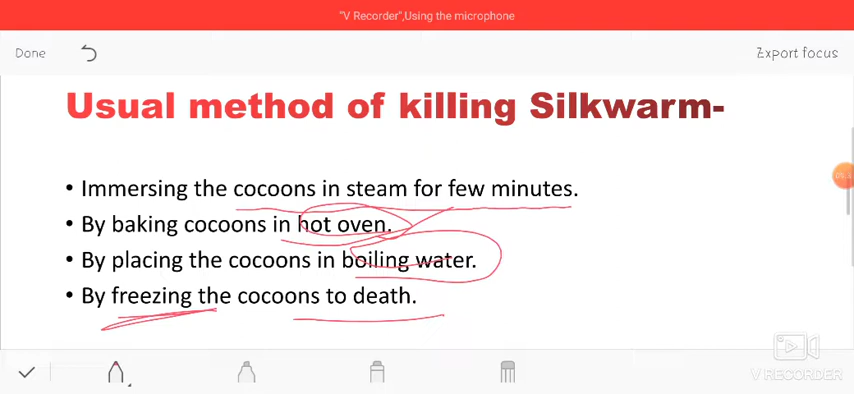 "V Recorder",Using the microphone
Done
Export focus
Usual method of killing Silkwarm-
• Immersing the cocoons in steam for few minutes.
• By baking cocoons in hot oven.
• By placing the cocoons in boiling water.
• By freezing the cocoons to death.
V RECORDER